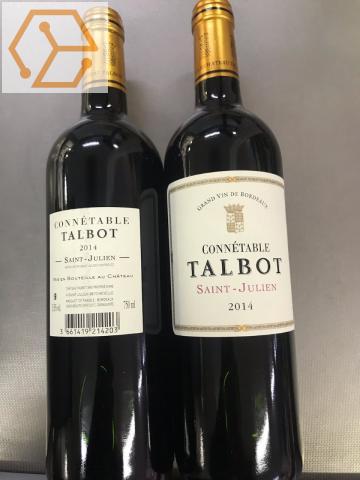 CONNÉTABLE
TALBOT
2014
SAINT-JULIEN
MIS EN BOUTEILLE AU CHÂTEAU
750 ml
3 661419 214203
GRAND VIN DE BORDEAUX
CONNÉTABLE
TALBOT
SAINT-JULIEN
2014